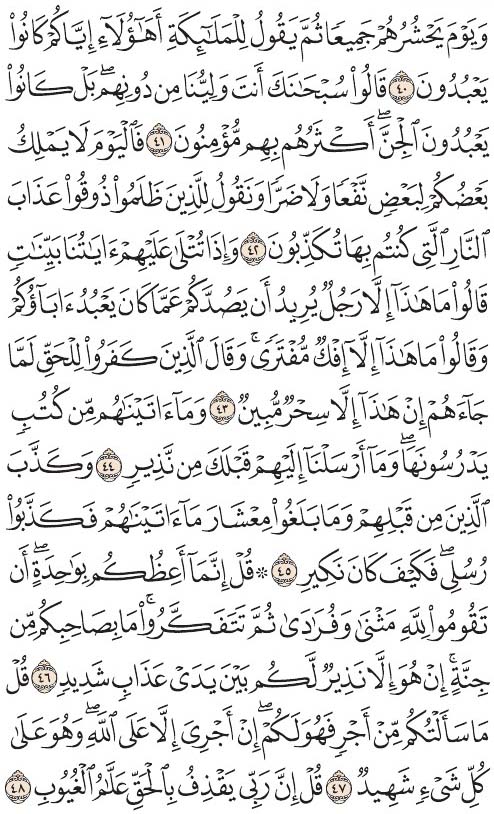 وَيَوْمَ يَحْشُرُهُمْ جَمِيعًا ثُمَّ يَقُولُ لِلْمَلَٰٓئِكَةِ أَهَٰٓؤُلَآءِ إِيَّاكُمْ كَانُوا۟
يَعْبُدُونَ ٤٠ قَالُوا۟ سُبْحَٰنَكَ أَنتَ وَلِيُّنَا مِن دُونِهِم ۖ بَلْ كَانُوا۟
يَعْبُدُونَ ٱلْجِنَّ ۖ أَكْثَرُهُم بِهِم مُّؤْمِنُونَ ٤١ فَٱلْيَوْمَ لَا يَمْلِكُ
بَعْضُكُمْ لِبَعْضٍ نَّفْعًا وَلَا ضَرًّا وَنَقُولُ لِلَّذِينَ ظَلَمُوا۟ ذُوقُوا۟ عَذَابَ
ٱلنَّارِ ٱلَّتِى كُنتُم بِهَا تُكَذِّبُونَ ٤٢ وَإِذَا تُتْلَىٰ عَلَيْهِمْ ءَايَٰتُنَا بَيِّنَٰتٍ
قَالُوا۟ مَا هَٰذَآ إِلَّا رَجُلٌ يُرِيدُ أَن يَصُدَّكُمْ عَمَّا كَانَ يَعْبُدُ ءَابَآؤُكُمْ
وَقَالُوا۟ مَا هَٰذَآ إِلَّآ إِفْكٌ مُّفْتَرًى ۚ وَقَالَ ٱلَّذِينَ كَفَرُوا۟ لِلْحَقِّ لَمَّا
جَآءَهُمْ إِنْ هَٰذَآ إِلَّا سِحْرٌ مُّبِينٌ ٤٣ وَمَآ ءَاتَيْنَٰهُم مِّن كُتُبٍ
يَدْرُسُونَهَا ۖ وَمَآ أَرْسَلْنَآ إِلَيْهِمْ قَبْلَكَ مِن نَّذِيرٍ ٤٤ وَكَذَّبَ
ٱلَّذِينَ مِن قَبْلِهِمْ وَمَا بَلَغُوا۟ مِعْشَارَ مَآ ءَاتَيْنَٰهُمْ فَكَذَّبُوا۟
رُسُلِى ۖ فَكَيْفَ كَانَ نَكِيرِ ٤٥ * قُلْ إِنَّمَآ أَعِظُكُم بِوَٰحِدَةٍ ۖ أَن
تَقُومُوا۟ لِلَّهِ مَثْنَىٰ وَفُرَٰدَىٰ ثُمَّ تَتَفَكَّرُوا۟ ۚ مَا بِصَاحِبِكُم مِّن
جِنَّةٍ ۚ إِنْ هُوَ إِلَّا نَذِيرٌ لَّكُم بَيْنَ يَدَىْ عَذَابٍ شَدِيدٍ ٤٦ قُلْ
مَا سَأَلْتُكُم مِّنْ أَجْرٍ فَهُوَ لَكُمْ ۖ إِنْ أَجْرِىَ إِلَّا عَلَى ٱللَّهِ ۖ وَهُوَ عَلَىٰ
كُلِّ شَىْءٍ شَهِيدٌ ٤٧ قُلْ إِنَّ رَبِّى يَقْذِفُ بِٱلْحَقِّ عَلَّٰمُ ٱلْغُيُوبِ ٤٨